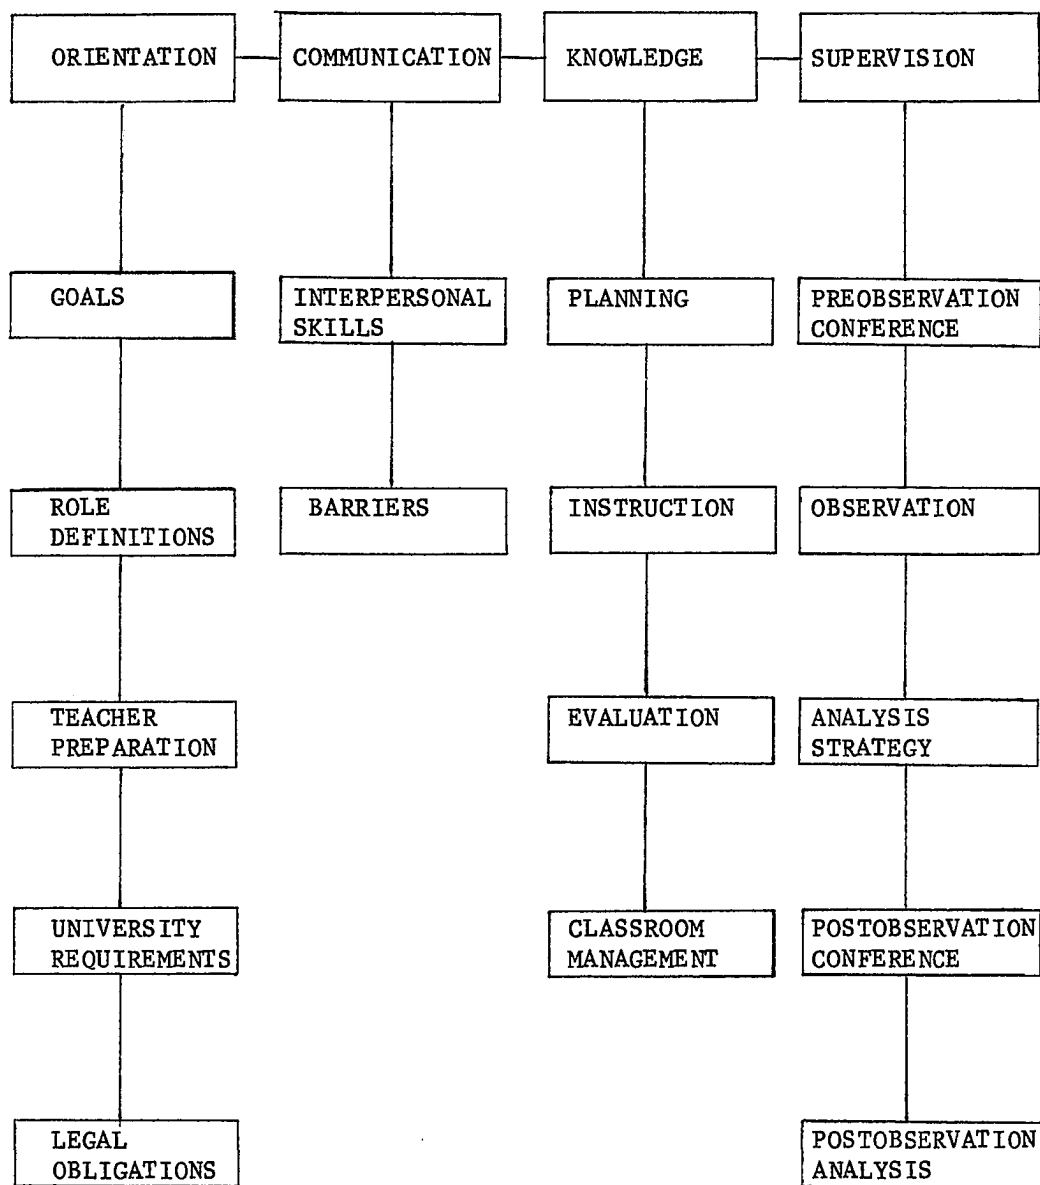 ORIENTATION
COMMUNICATION
KNOWLEDGE
SUPERVISION
GOALS
INTERPERSONAL
SKILLS
PLANNING
PREOBSERVATION
CONFERENCE
ROLE
DEFINITIONS
BARRIERS
INSTRUCTION
OBSERVATION
TEACHER
PREPARATION
EVALUATION
ANALYSIS
STRATEGY
UNIVERSITY
REQUIREMENTS
CLASSROOM
MANAGEMENT
POSTOBSERVATION
CONFERENCE
LEGAL
OBLIGATIONS
POSTOBSERVATION
ANALYSIS